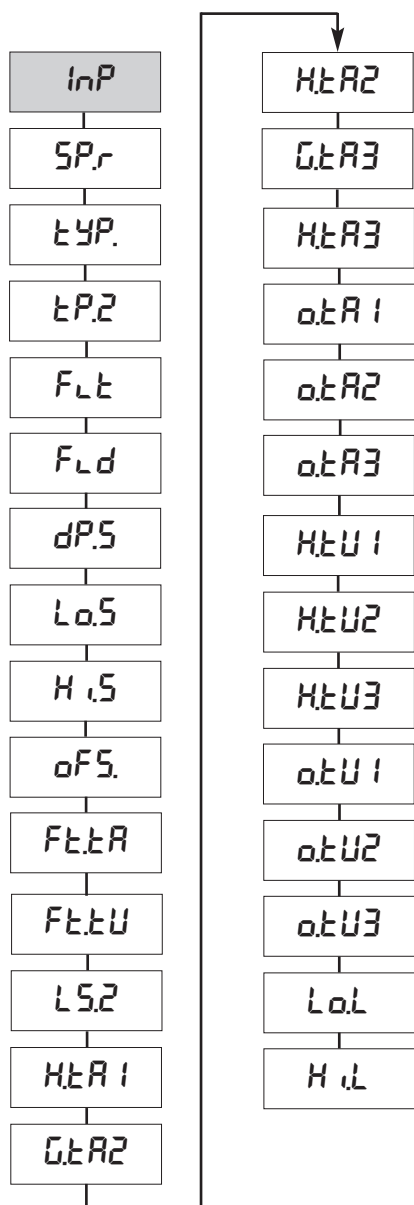 InP
SP.r
tYP.
tP.2
FLt
FLd
dP.S
Lo.S
Hi.S
oFS.
Ft.tA
Ft.tU
LS.2
H.tA1
G.tA2
H.tA2
G.tA3
H.tA3
o.tA1
o.tA2
o.tA3
H.tU1
H.tU2
H.tU3
o.tU1
o.tU2
o.tU3
Lo.L
Hi.L